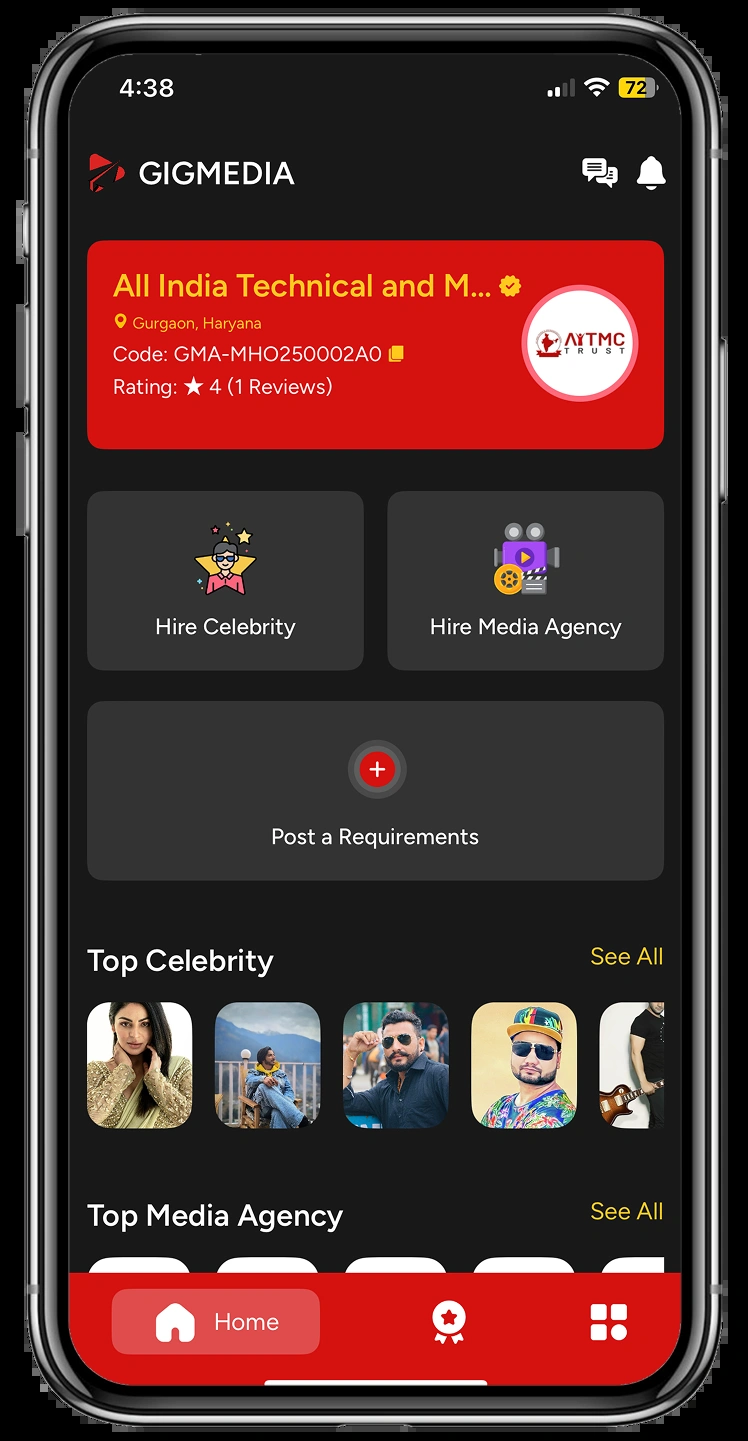 4:38
72
GIGMEDIA
All India Technical and M...
Gurgaon, Haryana
Code: GMA-MHO250002A0
Rating: ★ 4 (1 Reviews)
AITMC
TRUST
Hire Celebrity
Hire Media Agency
Post a Requirements
Top Celebrity
See All
Top Media Agency
See All
Home